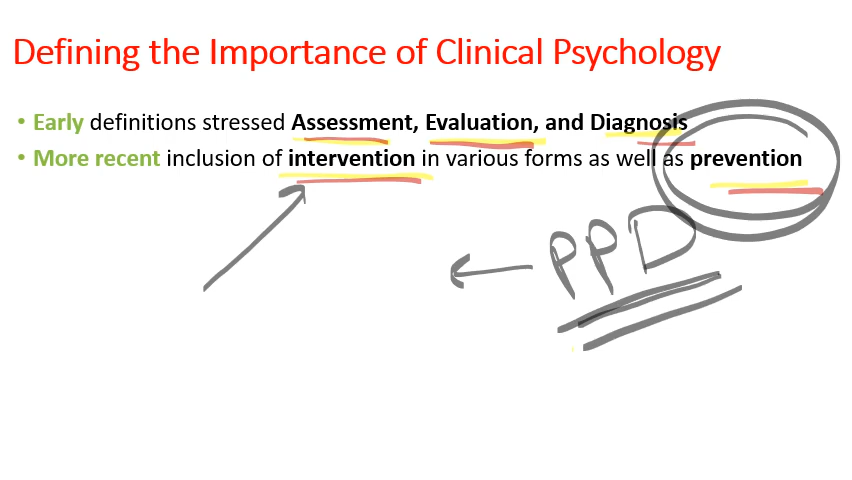 Defining the Importance of Clinical Psychology
• Early definitions stressed Assessment, Evaluation, and Diagnosis
• More recent inclusion of intervention in various forms as well as prevention
PPD